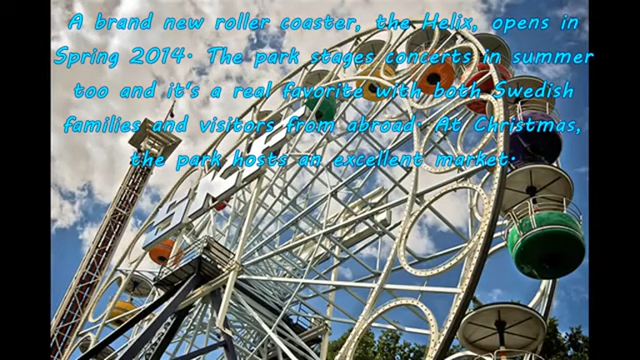 A brand new roller coaster, the Helix, opens in
Spring 2014. The park stages concerts in summer
too and it's a real favorite with both Swedish
families and visitors from abroad. At Christmas,
the park hosts an excellent market.